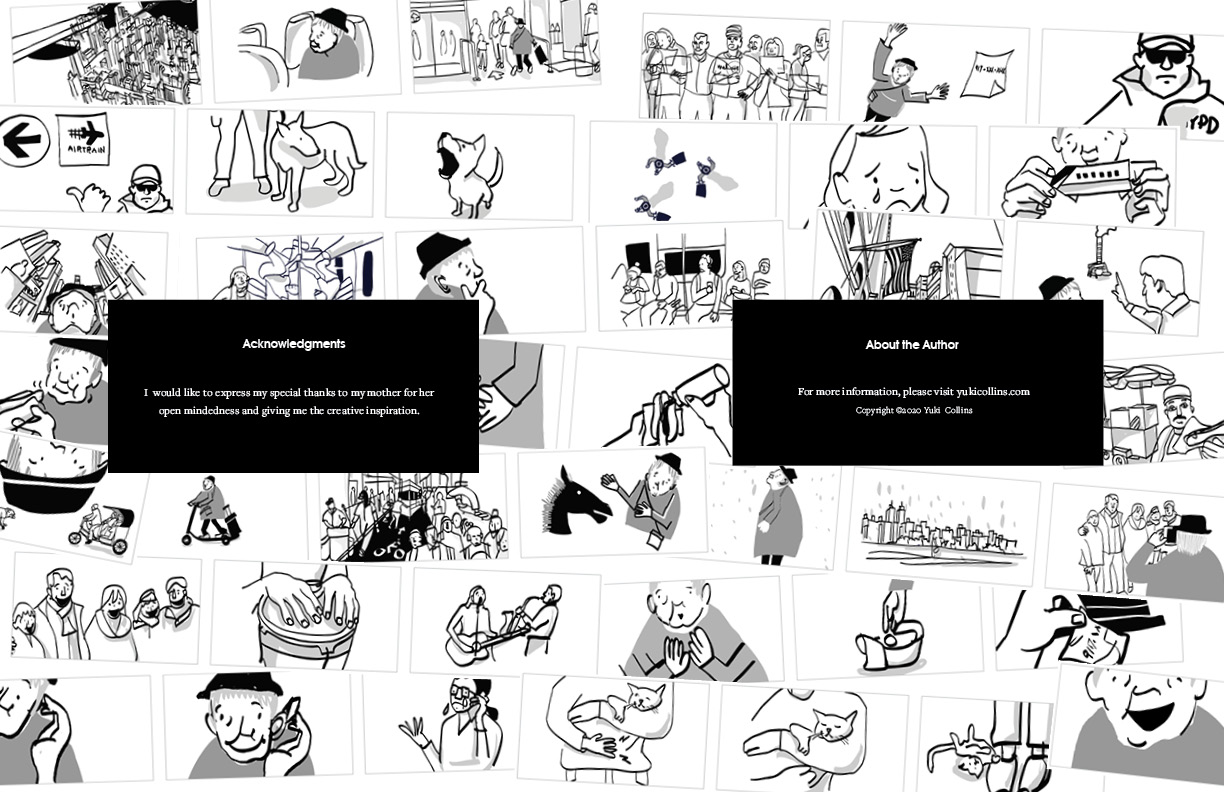 AIRTRAIN
Acknowledgments
I would like to express my special thanks to my mother for her
open mindedness and giving me the creative inspiration.
About the Author
For more information, please visit yukicollins.com
Copyright ©2020 Yuki Collins